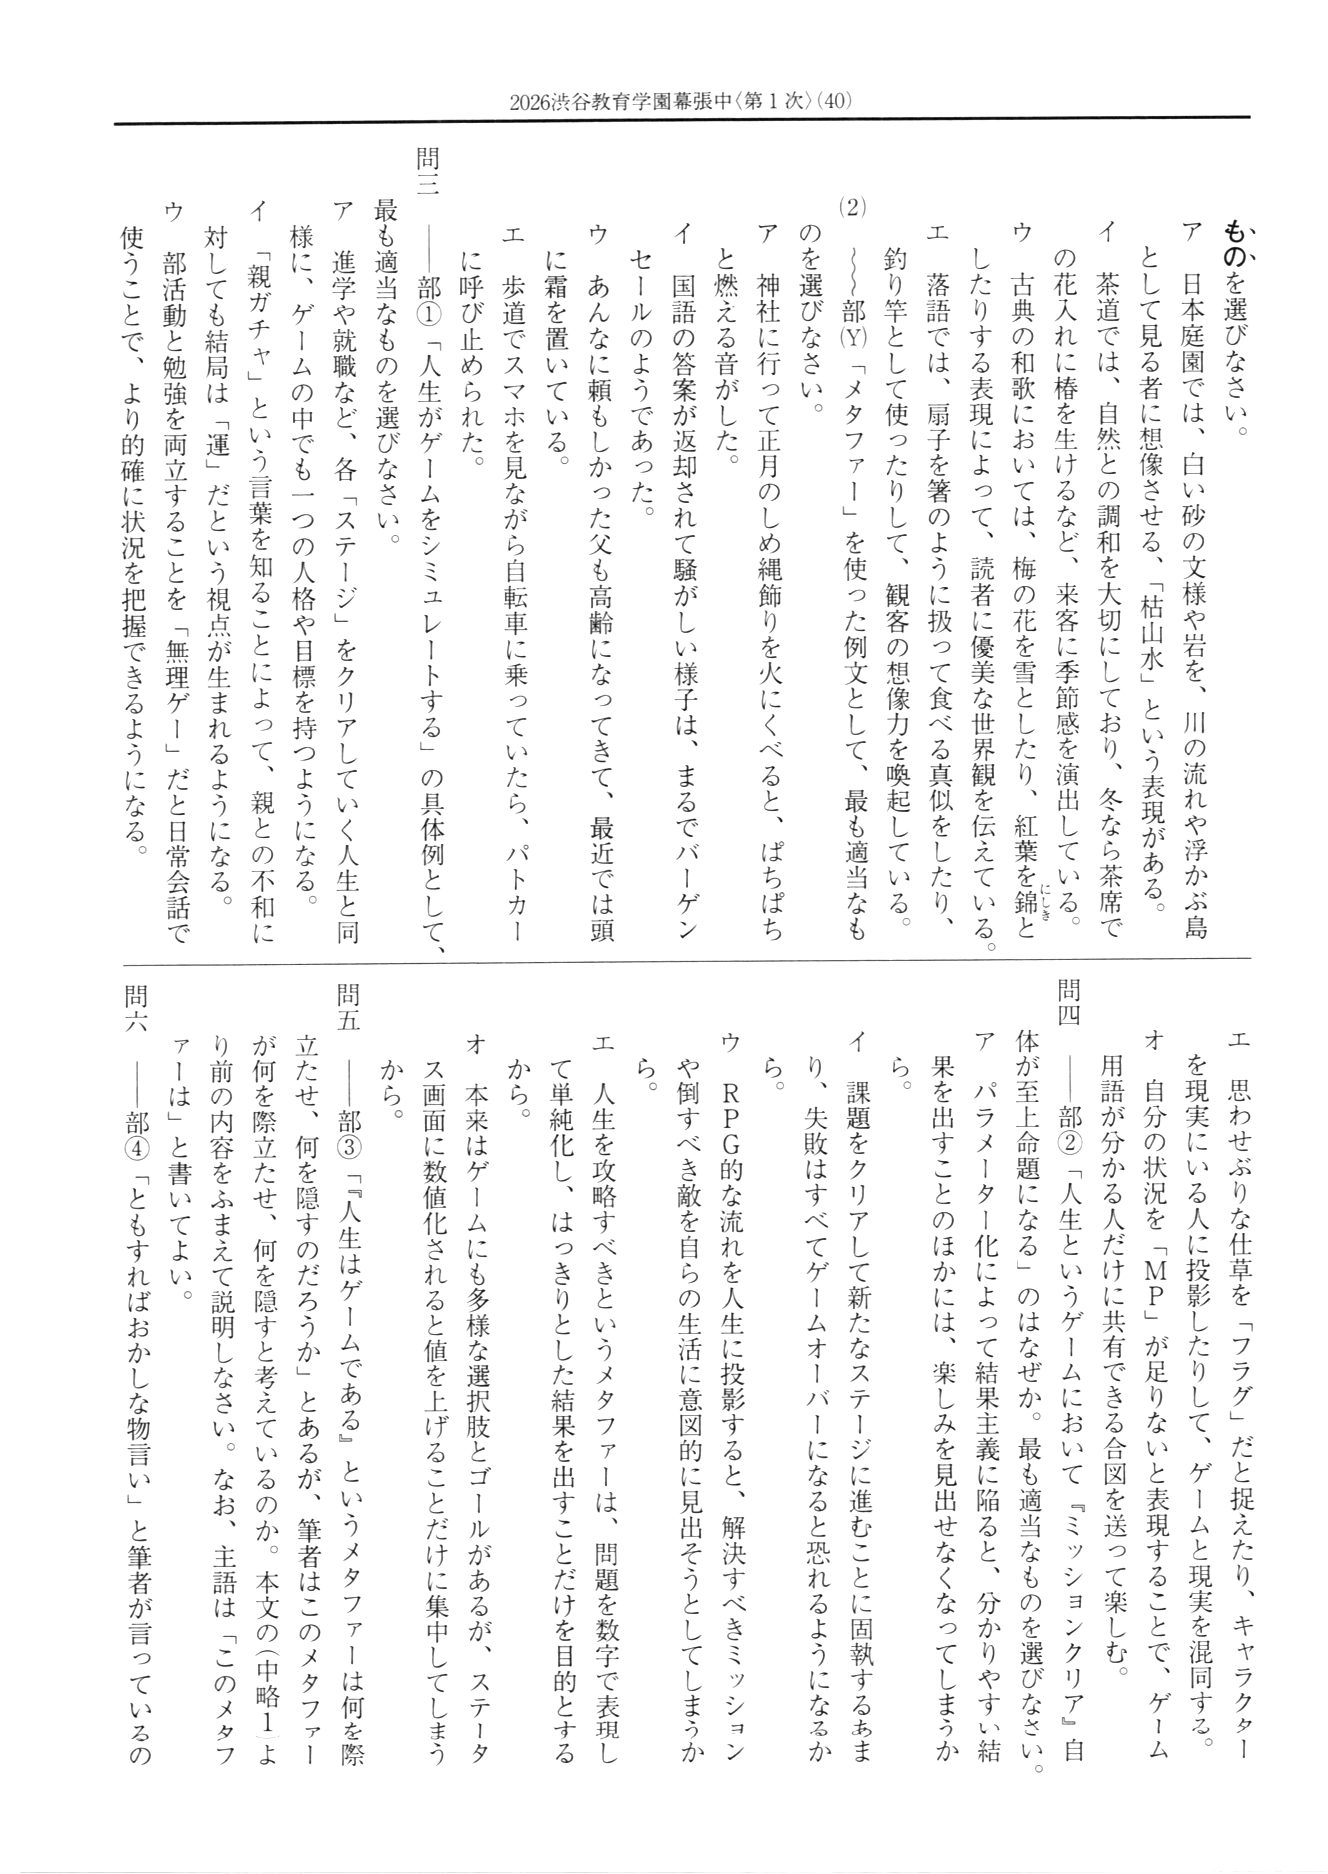 2026渋谷教育学園幕張中〈第1次〉(40)
ものを選びなさい。
ア 日本庭園では、白い砂の文様や岩を、川の流れや浮かぶ島
として見る者に想像させる、「枯山水」という表現がある。
イ 茶道では、自然との調和を大切にしており、冬なら茶席で
の花入れに椿を生けるなど、来客に季節感を演出している。
ウ 古典の和歌においては、梅の花を雪としたり、紅葉を錦と
にしき
したりする表現によって、読者に優美な世界観を伝えている。
エ 落語では、扇子を箸のように扱って食べる真似をしたり、
釣り竿として使ったりして、観客の想像力を喚起している。
(2) 〜〜部(Y)「メタファー」を使った例文として、最も適当なも
のを選びなさい。
ア 神社に行って正月のしめ縄飾りを火にくべると、ぱちぱち
と燃える音がした。
イ 国語の答案が返却されて騒がしい様子は、まるでバーゲン
セールのようであった。
ウ あんなに頼もしかった父も高齢になってきて、最近では頭
に霜を置いている。
エ 歩道でスマホを見ながら自転車に乗っていたら、パトカー
に呼び止められた。
問三 ――部①「人生がゲームをシミュレートする」の具体例として、
最も適当なものを選びなさい。
ア 進学や就職など、各「ステージ」をクリアしていく人生と同
様に、ゲームの中でも一つの人格や目標を持つようになる。
イ 「親ガチャ」という言葉を知ることによって、親との不和に
対しても結局は「運」だという視点が生まれるようになる。
ウ 部活動と勉強を両立することを「無理ゲー」だと日常会話で
使うことで、より的確に状況を把握できるようになる。
エ 思わせぶりな仕草を「フラグ」だと捉えたり、キャラクター
を現実にいる人に投影したりして、ゲームと現実を混同する。
オ 自分の状況を「MP」が足りないと表現することで、ゲーム
用語が分かる人だけに共有できる合図を送って楽しむ。
問四 ――部②「人生というゲームにおいて『ミッションクリア』自
体が至上命題になる」のはなぜか。最も適当なものを選びなさい。
ア パラメーター化によって結果主義に陥ると、分かりやすい結
果を出すことのほかには、楽しみを見出せなくなってしまうか
ら。
イ 課題をクリアして新たなステージに進むことに固執するあま
り、失敗はすべてゲームオーバーになると恐れるようになるか
ら。
ウ RPG的な流れを人生に投影すると、解決すべきミッション
や倒すべき敵を自らの生活に意図的に見出そうとしてしまうか
ら。
エ 人生を攻略すべきというメタファーは、問題を数字で表現し
て単純化し、はっきりとした結果を出すことだけを目的とする
から。
オ 本来はゲームにも多様な選択肢とゴールがあるが、ステータ
ス画面に数値化されると値を上げることだけに集中してしまう
から。
問五 ――部③「『人生はゲームである』というメタファーは何を際
立たせ、何を隠すのだろうか」とあるが、筆者はこのメタファー
が何を際立たせ、何を隠すと考えているのか。本文の(中略1)よ
り前の内容をふまえて説明しなさい。なお、主語は「このメタフ
ァーは」と書いてよい。
問六 ――部④「ともすればおかしな物言い」と筆者が言っているの